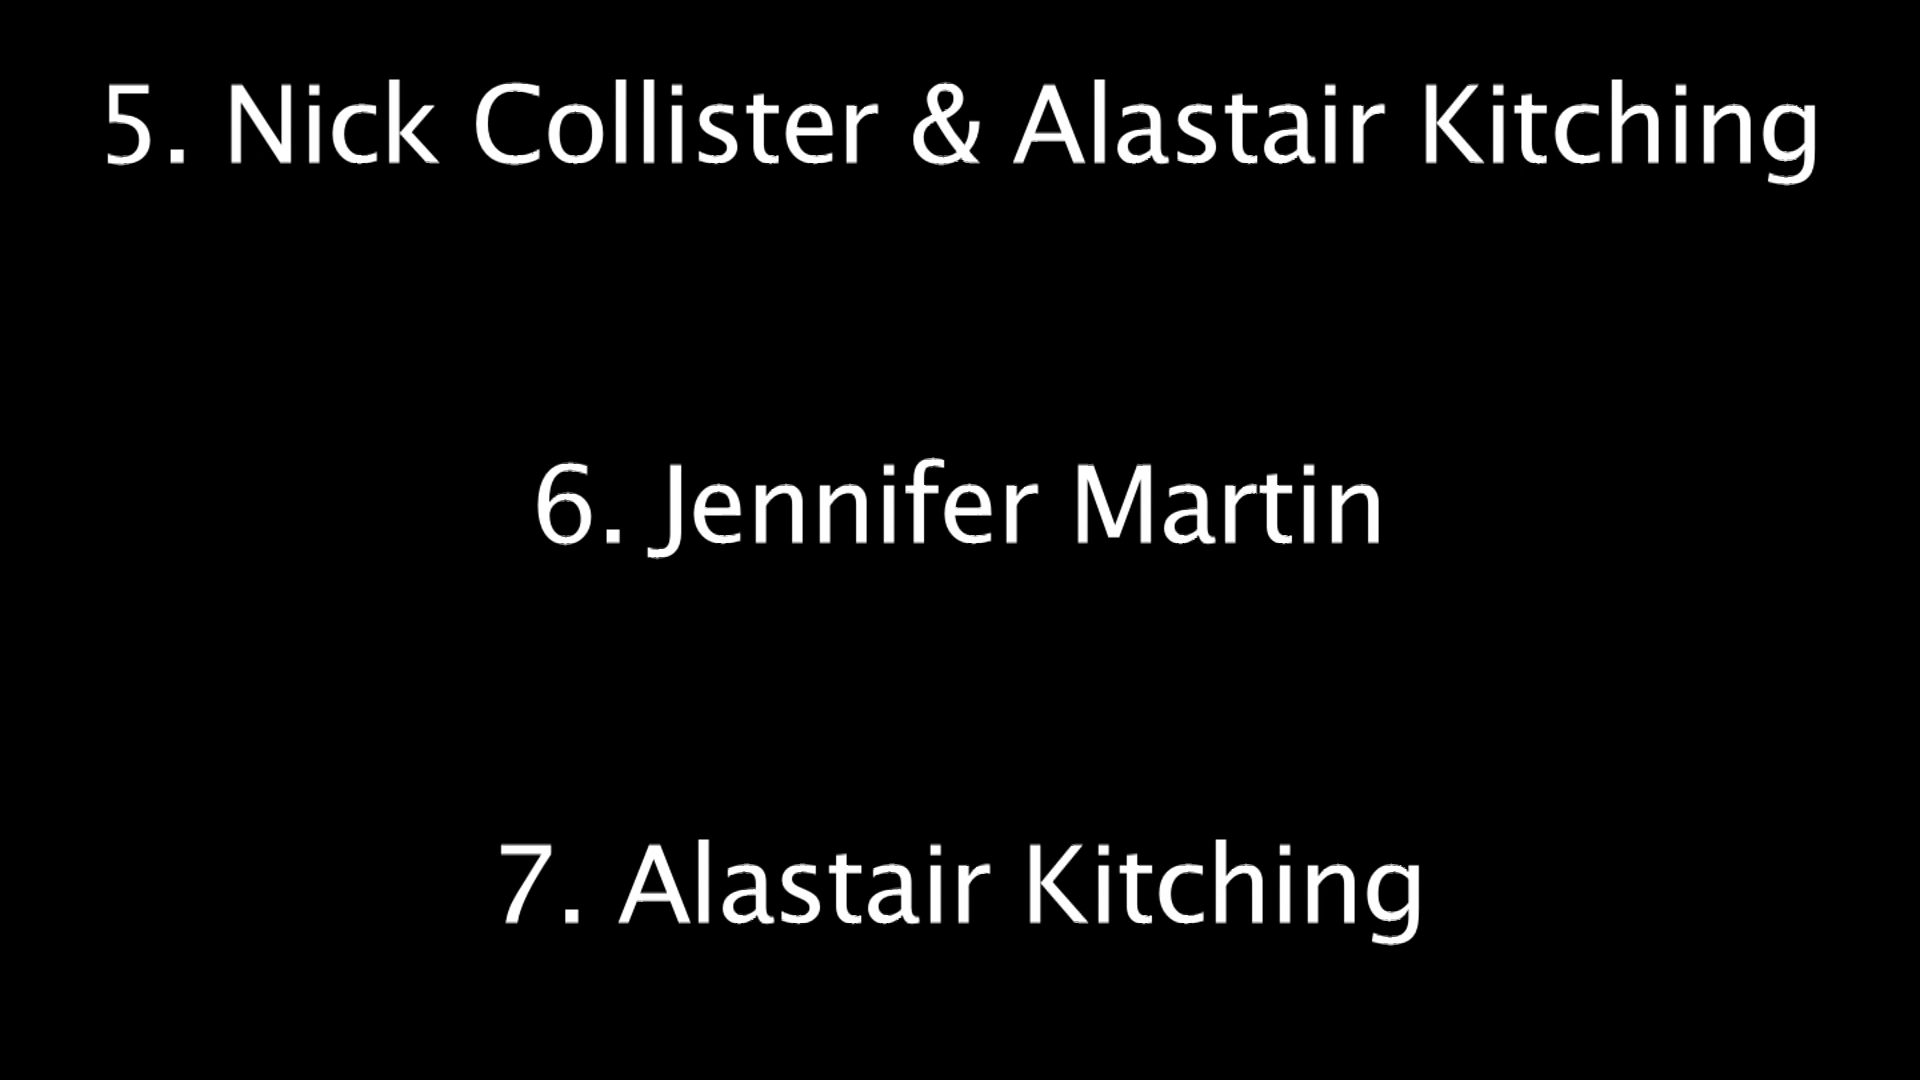 5. Nick Collister & Alastair Kitching
6. Jennifer Martin
7. Alastair Kitching